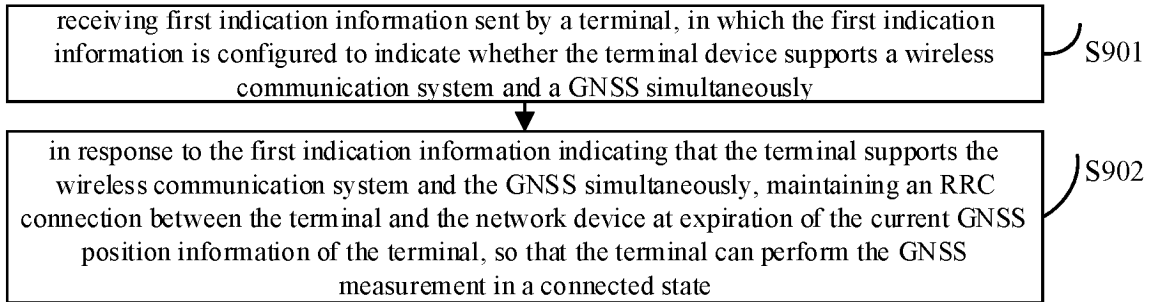 receiving first indication information sent by a terminal, in which the first indication
information is configured to indicate whether the terminal device supports a wireless
communication system and a GNSS simultaneously
S901
in response to the first indication information indicating that the terminal supports the
wireless communication system and the GNSS simultaneously, maintaining an RRC
connection between the terminal and the network device at expiration of the current GNSS
position information of the terminal, so that the terminal can perform the GNSS
measurement in a connected state
S902